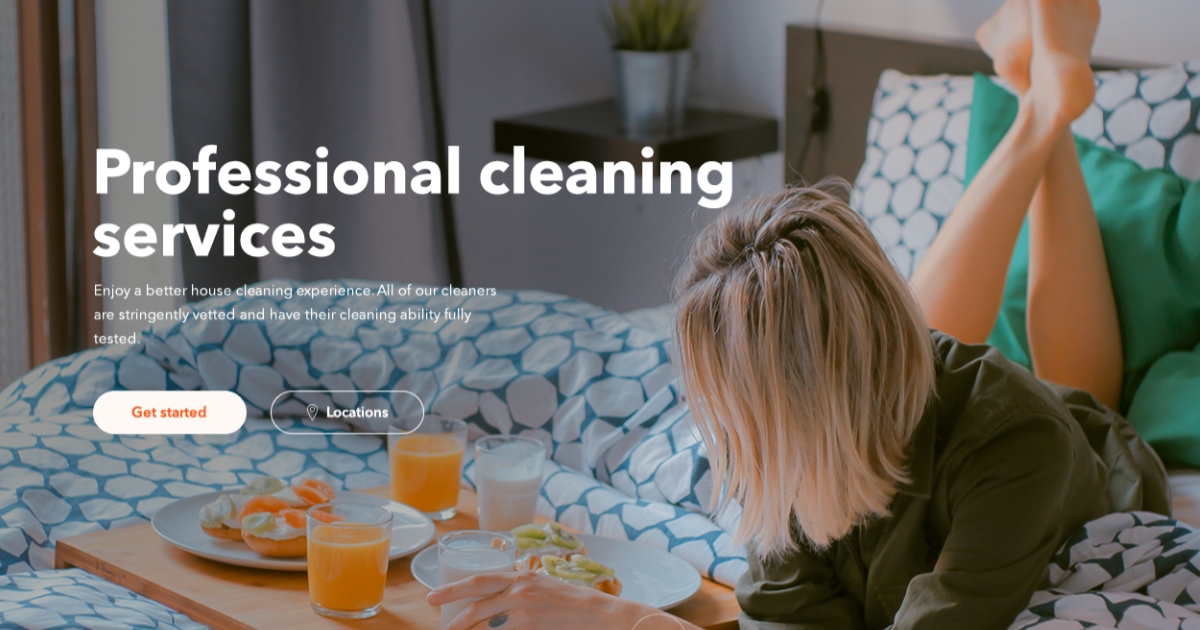 Professional cleaning
services
Enjoy a better house cleaning experience. All of our cleaners
are stringently vetted and have their cleaning ability fully
tested.
Get started
Locations